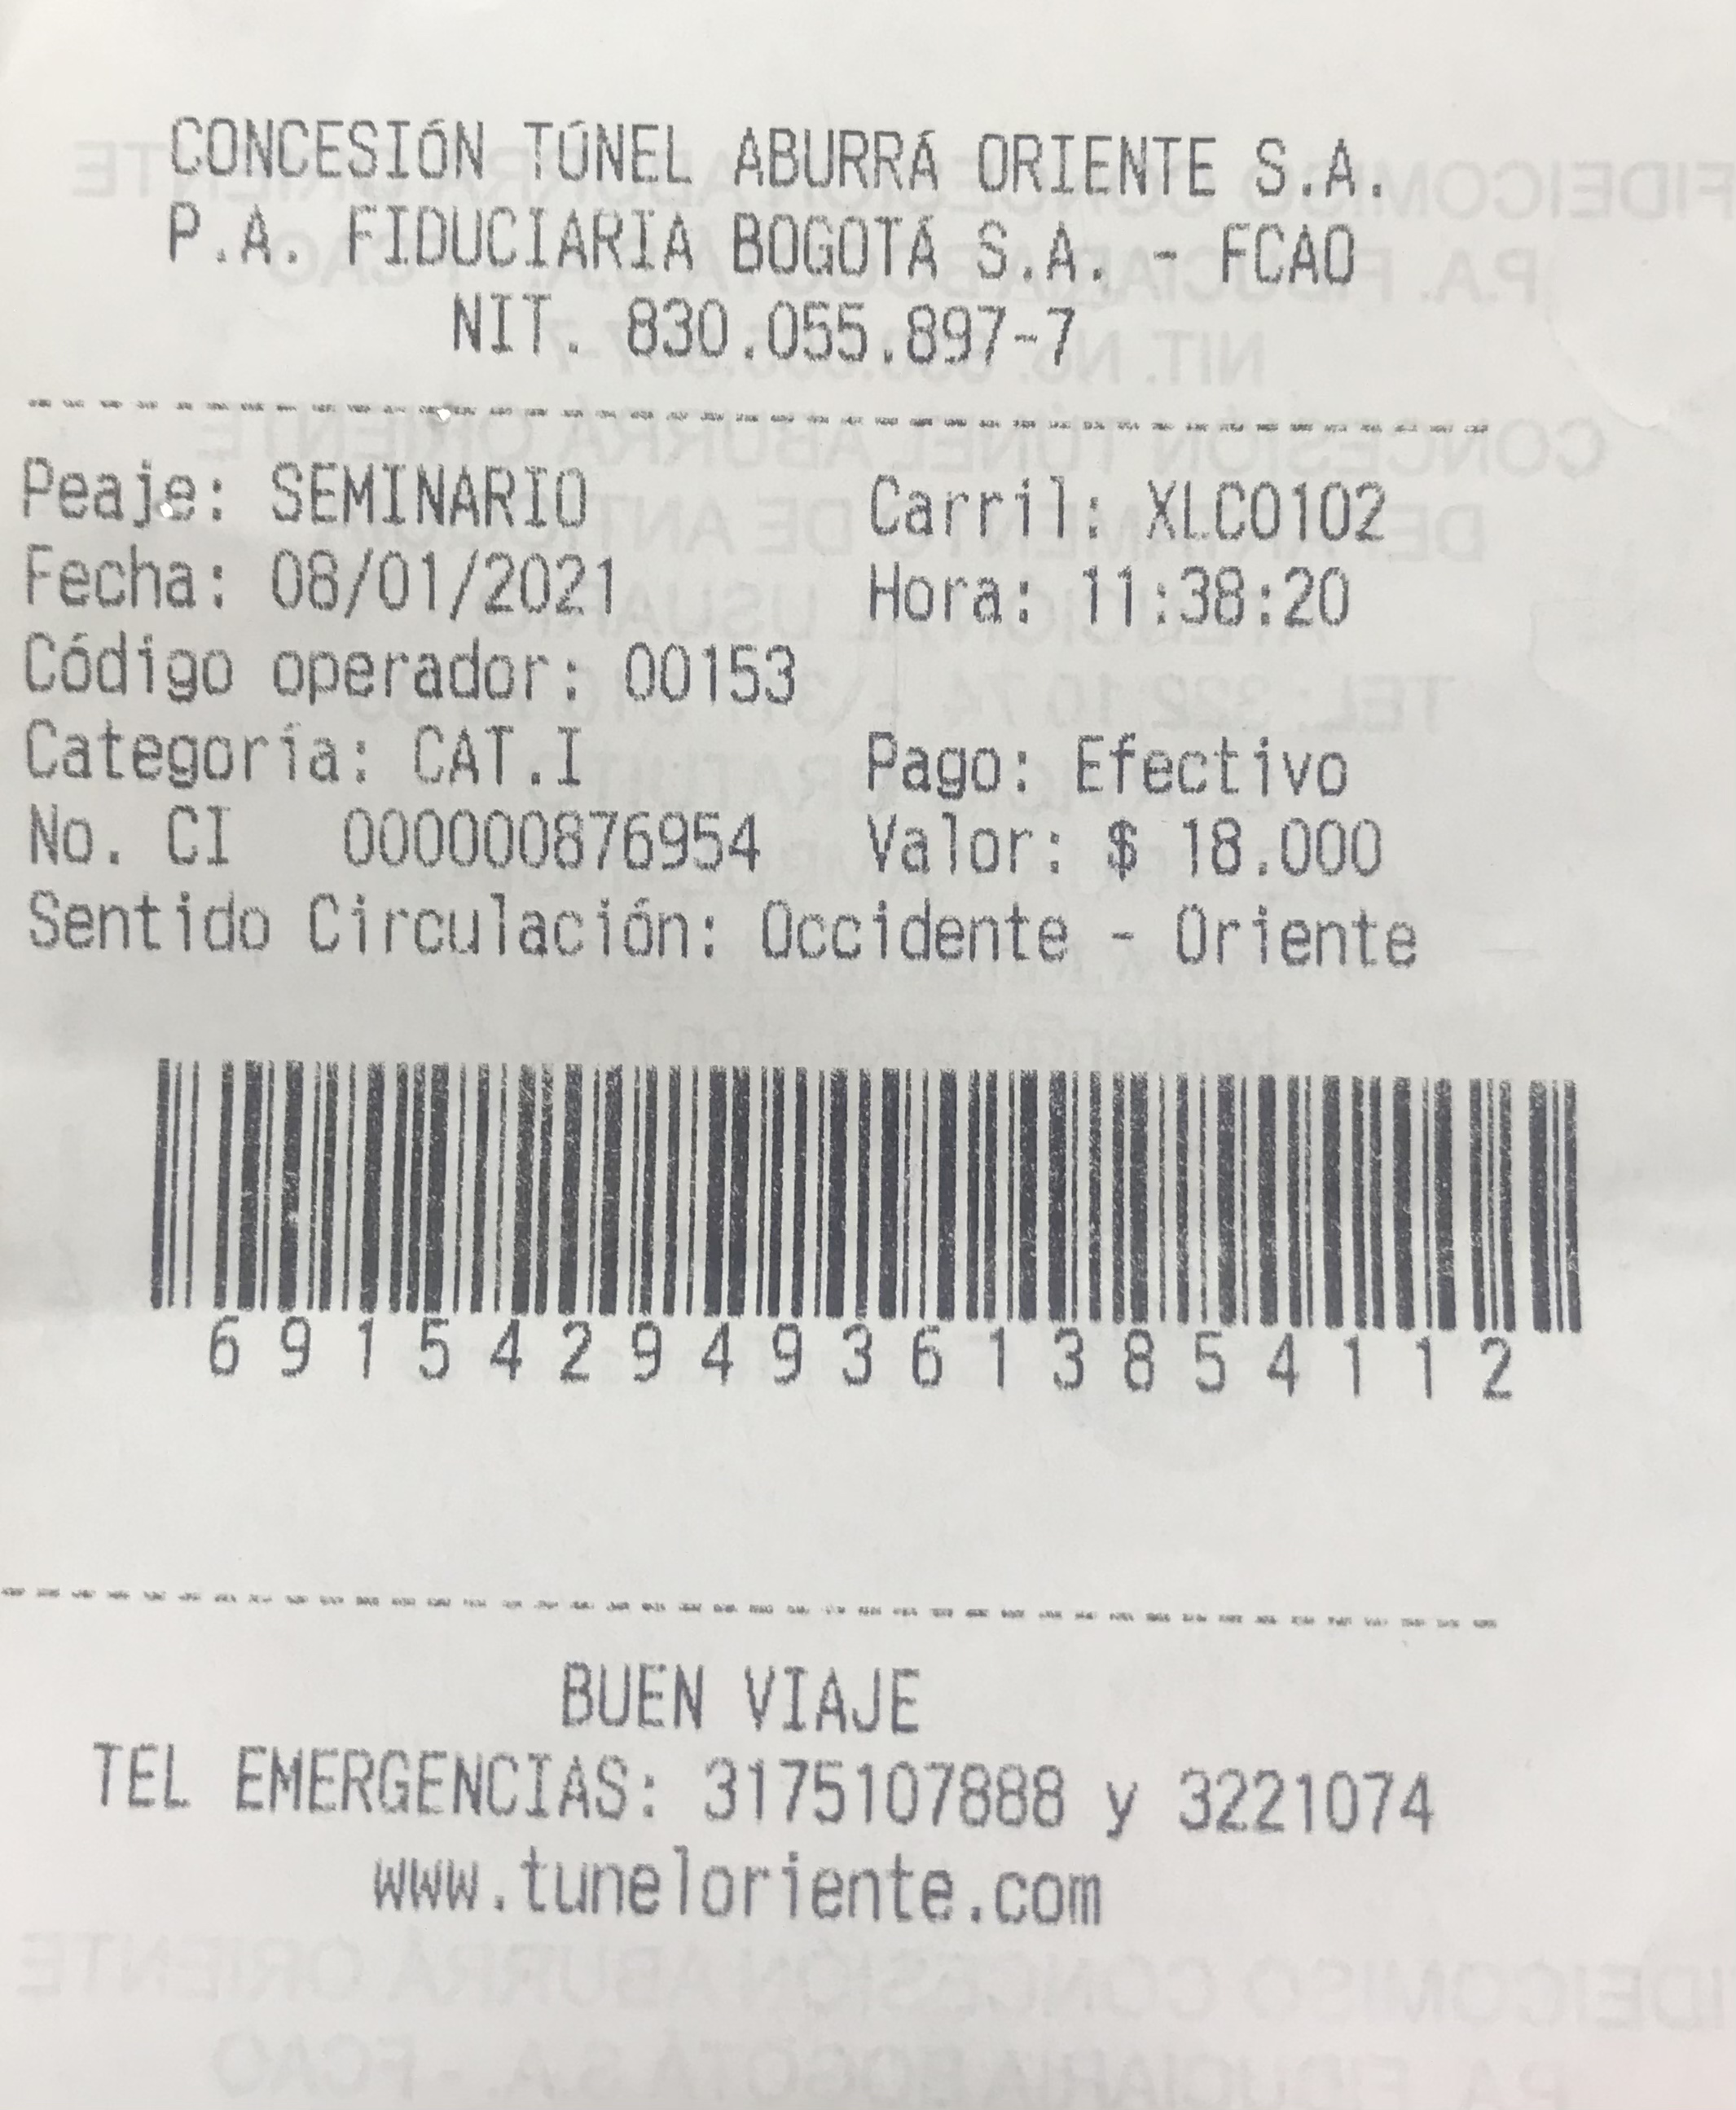 CONCESIÓN TÚNEL ABURRÁ ORIENTE S.A.
P.A. FIDUCIARIA BOGOTÁ S.A. - FCAO
NIT. 830.055.897-7
Peaje: SEMINARIO Carril: XLC0102
Fecha: 08/01/2021 Hora: 11:38:20
Código operador: 00153
Categoría: CAT.I Pago: Efectivo
No. CI 000000876954 Valor: $ 18.000
Sentido Circulación: Occidente - Oriente
6915429493613854112
BUEN VIAJE
TEL EMERGENCIAS: 3175107888 y 3221074
www.tuneloriente.com